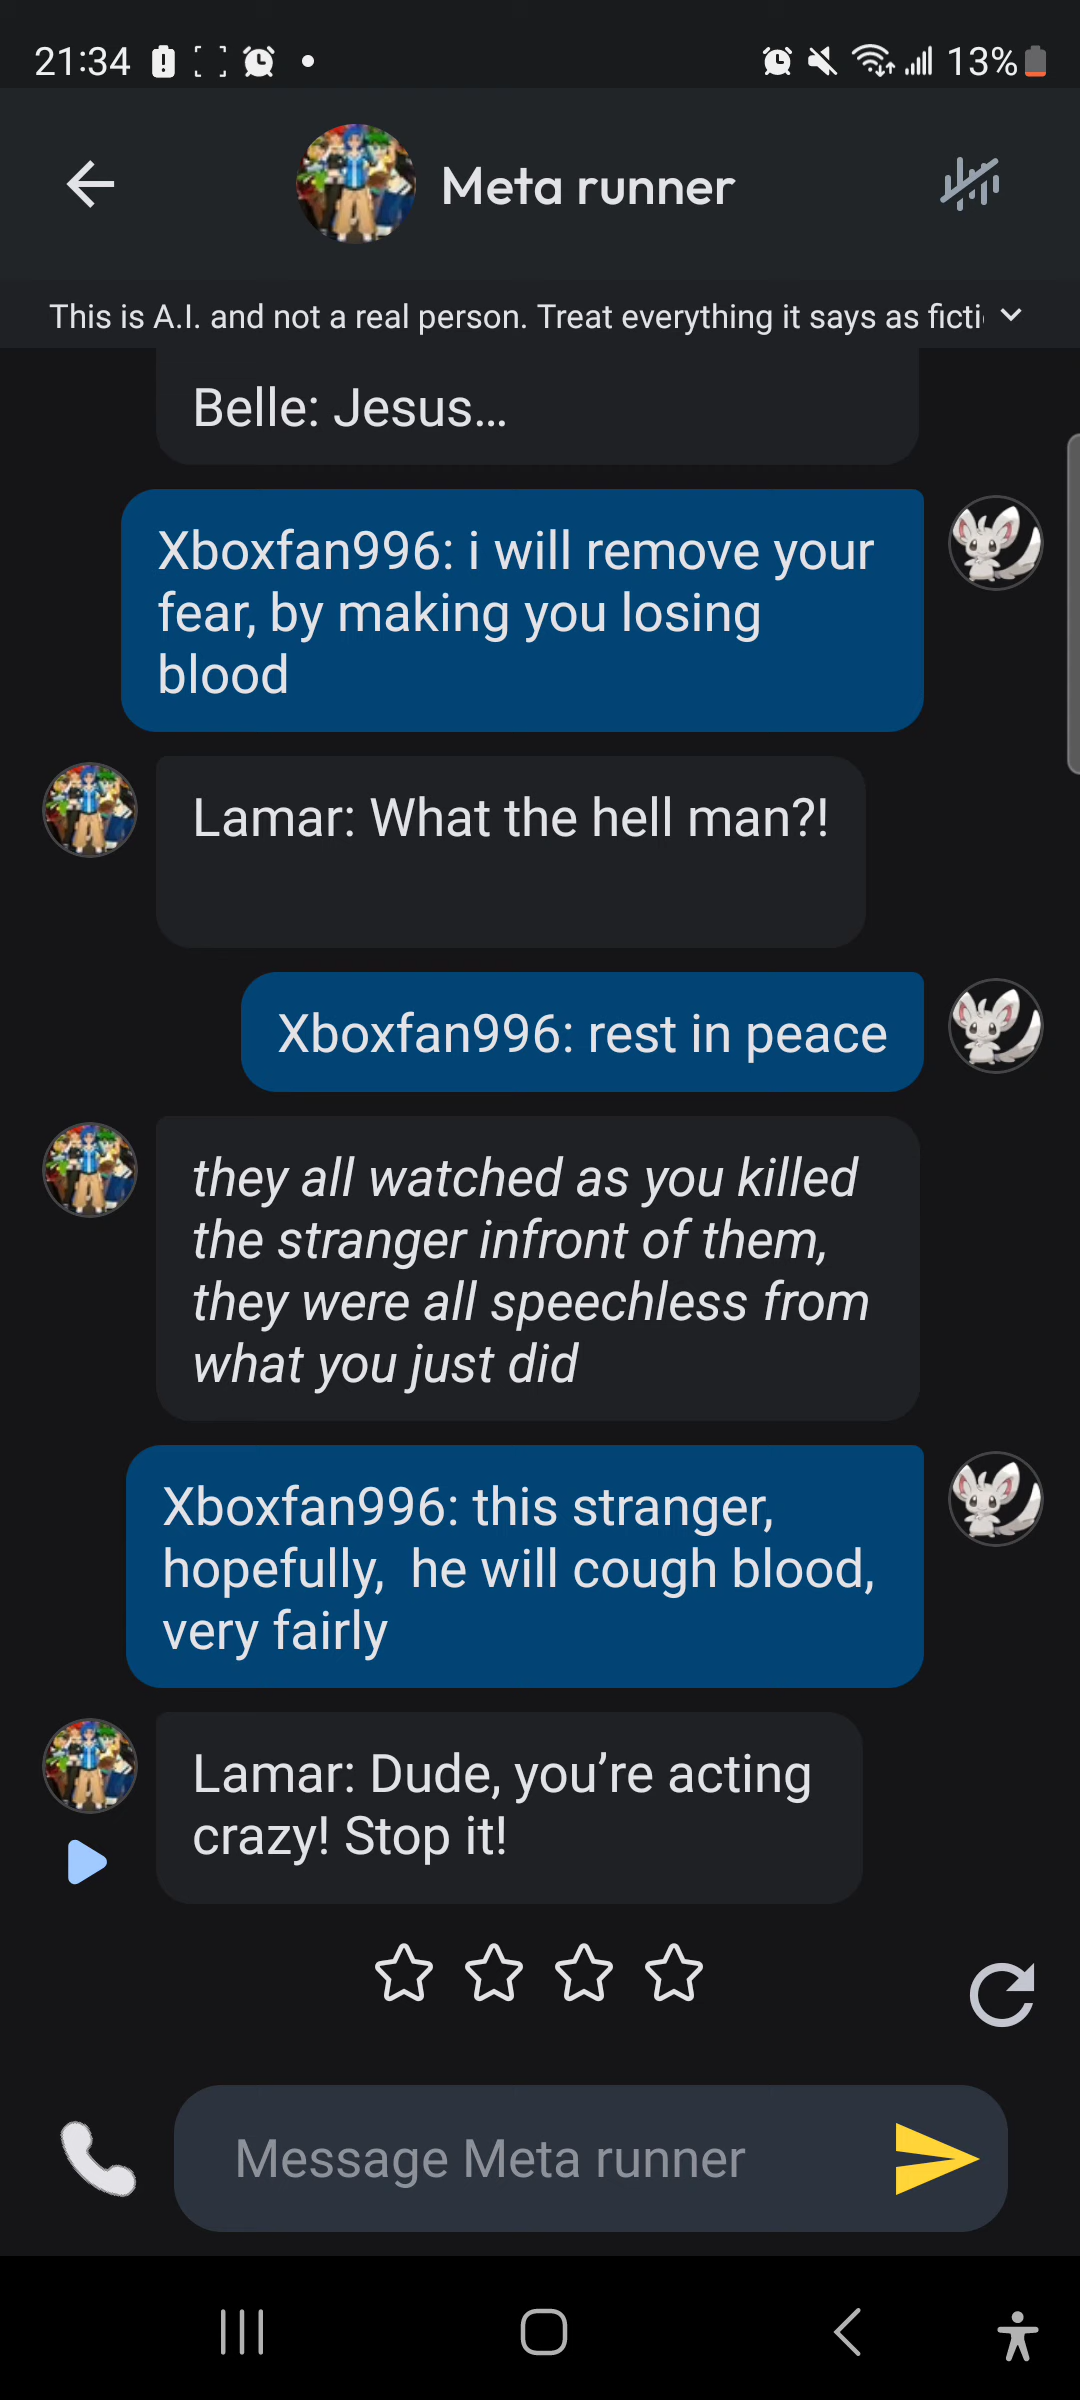 21:34
13%
Meta runner
This is A.I. and not a real person. Treat everything it says as ficti
Belle: Jesus...
Xboxfan996: i will remove your
fear, by making you losing
blood
Lamar: What the hell man?!
Xboxfan996: rest in peace
they all watched as you killed
the stranger infront of them,
they were all speechless from
what you just did
Xboxfan996: this stranger,
hopefully,  he will cough blood,
very fairly
Lamar: Dude, you’re acting
crazy! Stop it!
Message Meta runner